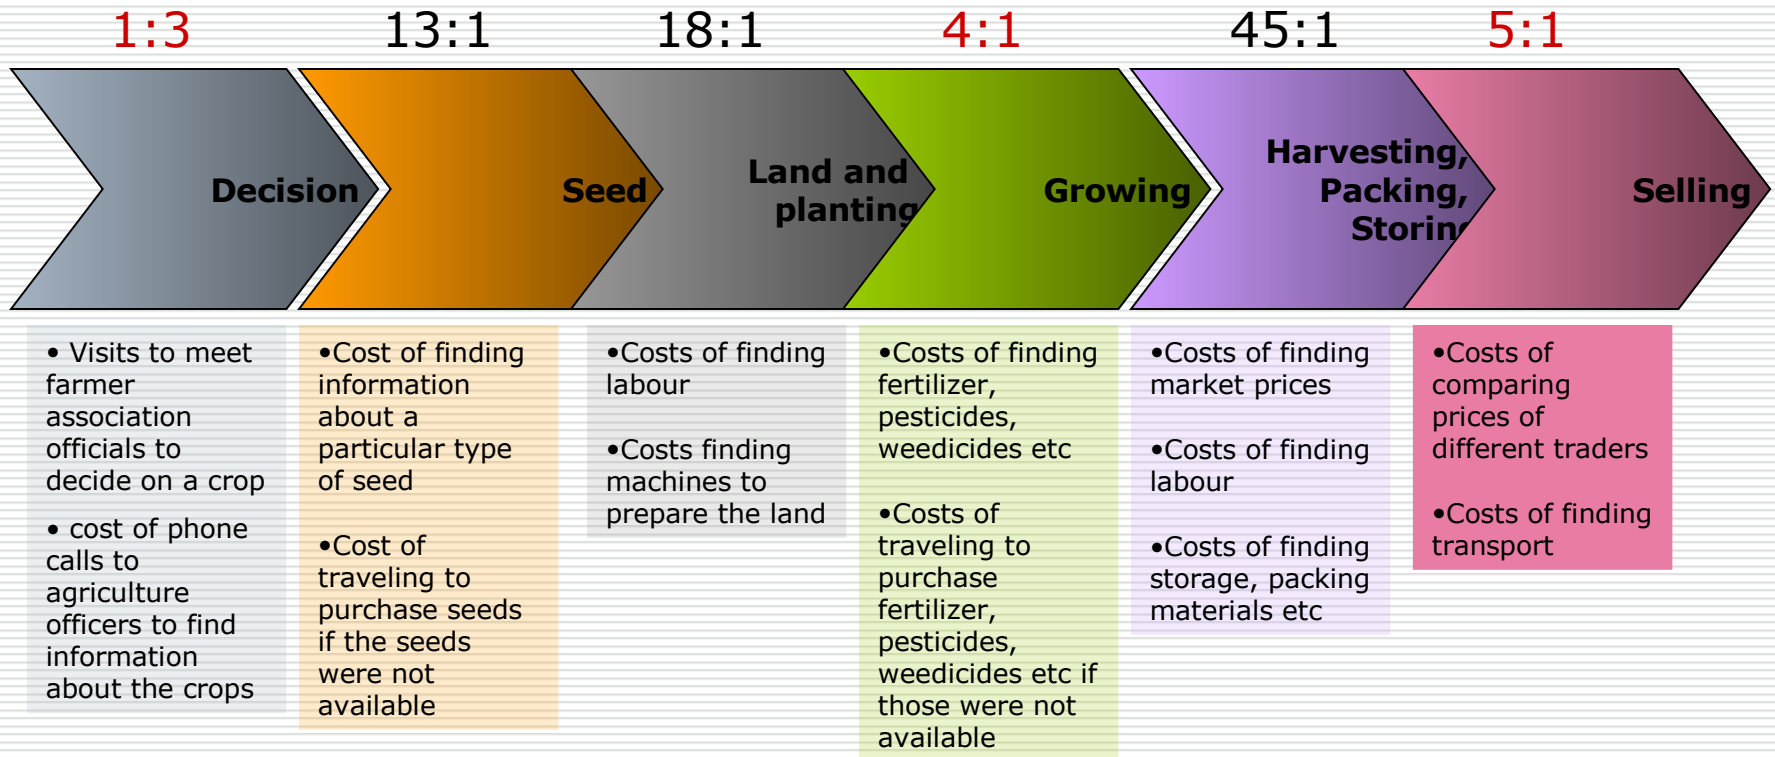 1:3
13:1
18:1
4:1
45:1
5:1
Decision
Seed
Land and
planting
Growing
Harvesting,
Packing,
Storing
Selling
• Visits to meet
farmer
association
officials to
decide on a crop
• cost of phone
calls to
agriculture
officers to find
information
about the crops
•Cost of finding
information
about a
particular type
of seed
•Cost of
traveling to
purchase seeds
if the seeds
were not
available
•Costs of finding
labour
•Costs finding
machines to
prepare the land
•Costs of finding
fertilizer,
pesticides,
weedicides etc
•Costs of
traveling to
purchase
fertilizer,
pesticides,
weedicides etc if
those were not
available
•Costs of finding
market prices
•Costs of finding
labour
•Costs of finding
storage, packing
materials etc
•Costs of
comparing
prices of
different traders
•Costs of finding
transport